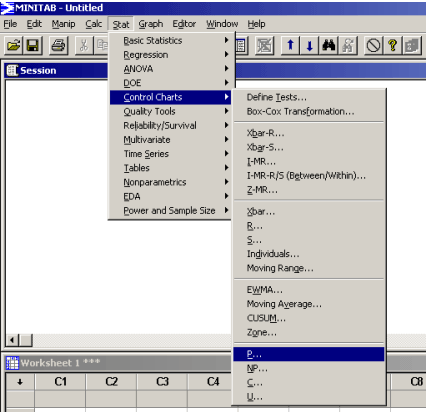 MINITAB - Untitled
File Edit Manip Calc Stat Graph Editor Window Help
Session
Basic Statistics
Regression
ANOVA
DOE
Control Charts
Quality Tools
Reliability/Survival
Multivariate
Time Series
Tables
Nonparametrics
EDA
Power and Sample Size
Define Tests...
Box-Cox Transformation...
Xbar-R...
Xbar-S...
I-MR...
I-MR-R/S (Between/Within)...
Z-MR...
Xbar...
R...
S...
Individuals...
Moving Range...
EWMA...
Moving Average...
CUSUM...
Zone...
P...
NP...
C...
U...
Worksheet 1 ***
C1 C2 C3 C4 C8